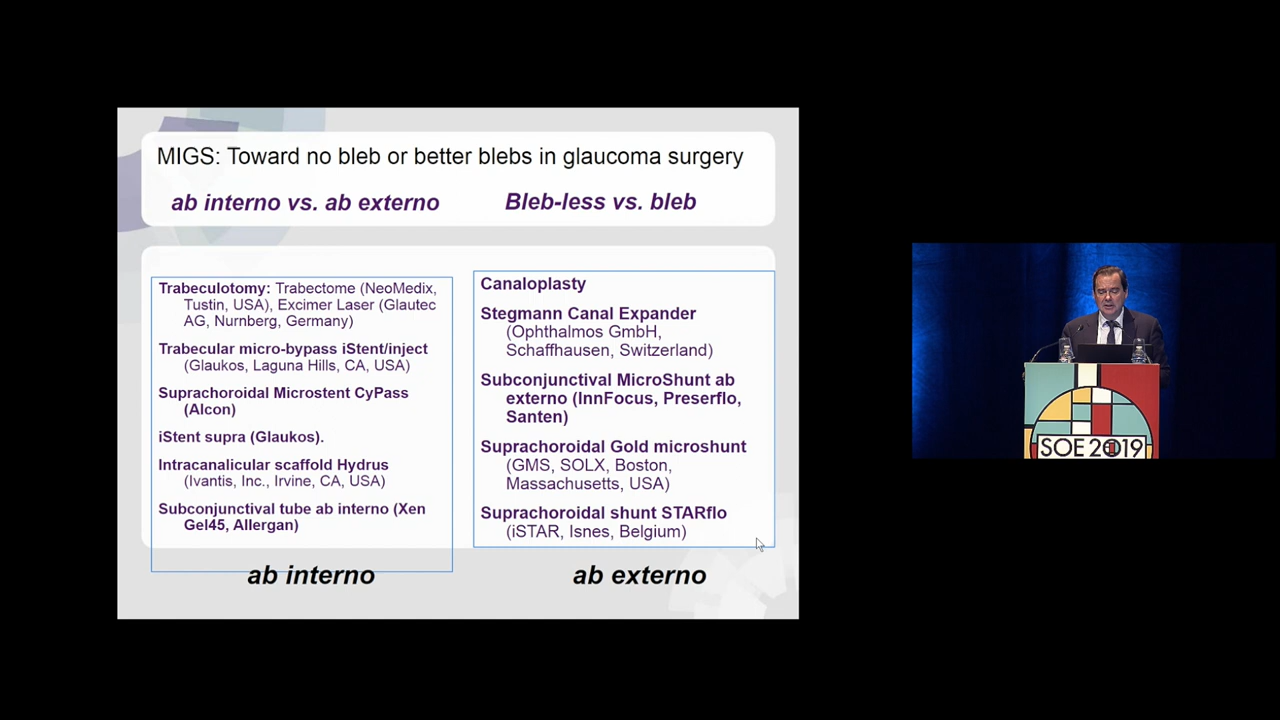 MIGS: Toward no bleb or better blebs in glaucoma surgery
ab interno vs. ab externo
Bleb-less vs. bleb
Trabeculotomy: Trabectome (NeoMedix,
Tustin, USA), Excimer Laser (Glautec
AG, Nurnberg, Germany)
Trabecular micro-bypass iStent/inject
(Glaukos, Laguna Hills, CA, USA)
Suprachoroidal Microstent CyPass
(Alcon)
iStent supra (Glaukos).
Intracanalicular scaffold Hydrus
(Ivantis, Inc., Irvine, CA, USA)
Subconjunctival tube ab interno (Xen
Gel45, Allergan)
ab interno
Canaloplasty
Stegmann Canal Expander
(Ophthalmos GmbH,
Schaffhausen, Switzerland)
Subconjunctival MicroShunt ab
externo (InnFocus, Preserflo,
Santen)
Suprachoroidal Gold microshunt
(GMS, SOLX, Boston,
Massachusetts, USA)
Suprachoroidal shunt STARflo
(iSTAR, Isnes, Belgium)
ab externo
SOE 2019